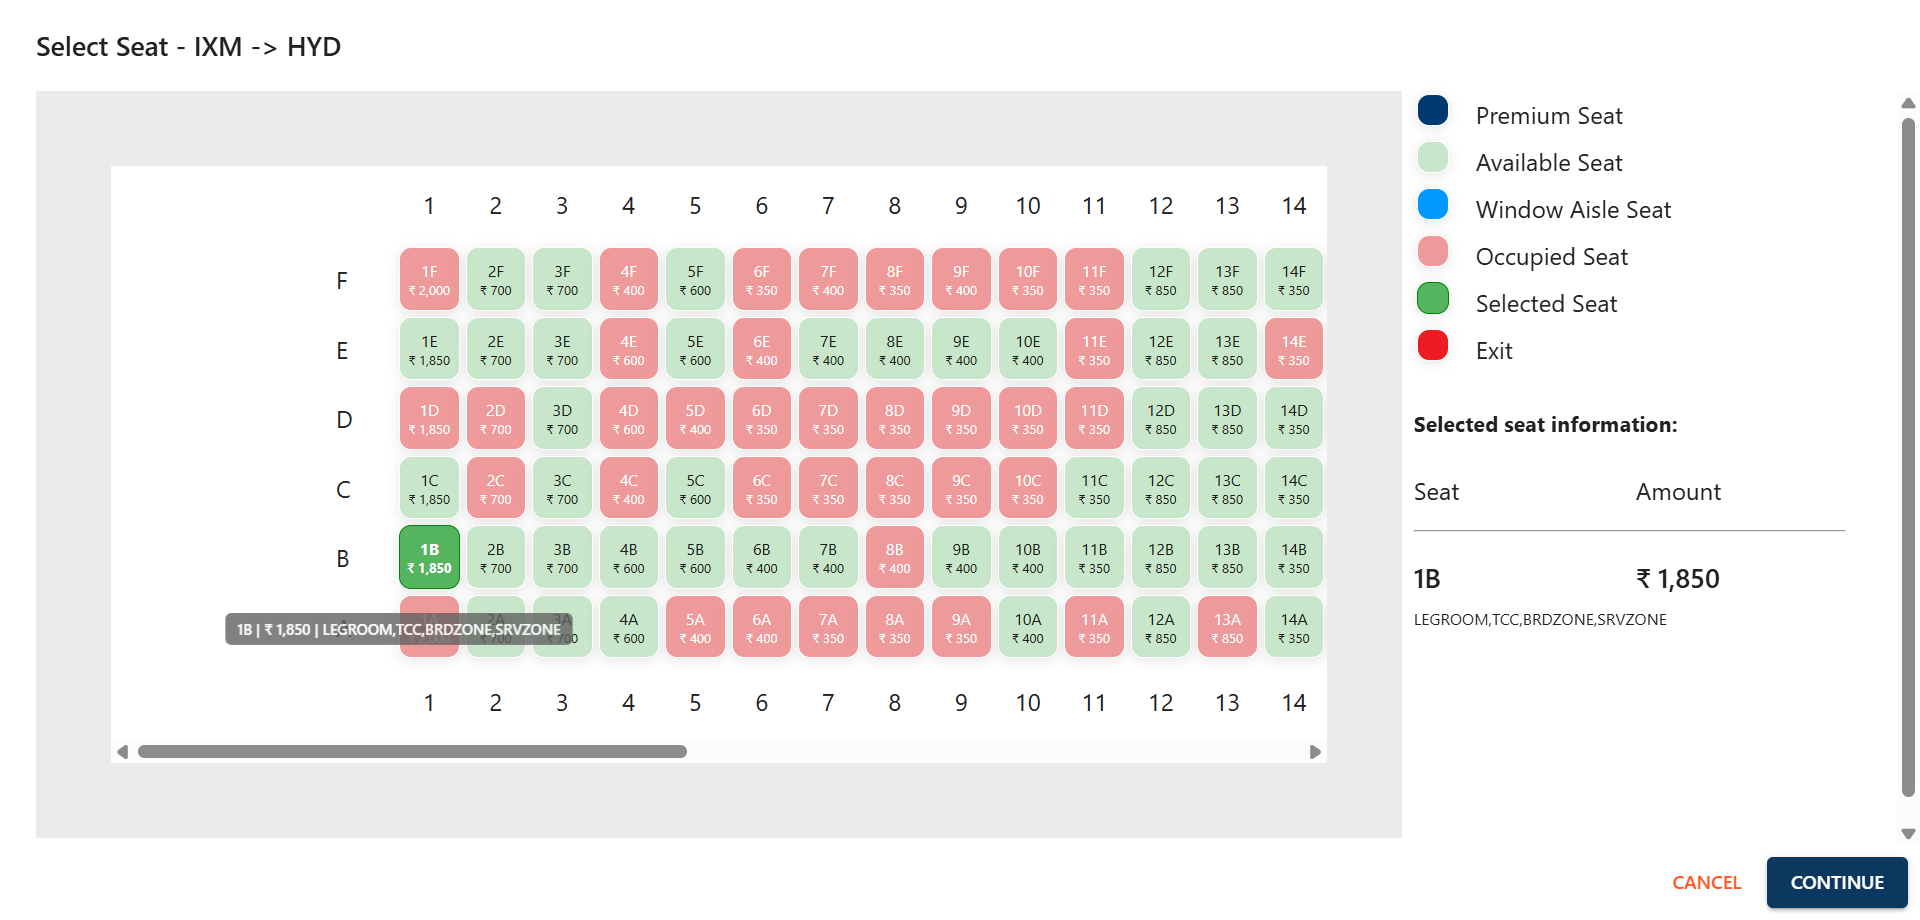 Select Seat - IXM -> HYD
1 2 3 4 5 6 7 8 9 10 11 12 13 14
F
1F 2F 3F 4F 5F 6F 7F 8F 9F 10F 11F 12F 13F 14F
₹ 2,000 ₹ 700 ₹ 700 ₹ 400 ₹ 600 ₹ 350 ₹ 400 ₹ 350 ₹ 400 ₹ 350 ₹ 350 ₹ 850 ₹ 850 ₹ 350
E
1E 2E 3E 4E 5E 6E 7E 8E 9E 10E 11E 12E 13E 14E
₹ 1,850 ₹ 700 ₹ 700 ₹ 600 ₹ 600 ₹ 400 ₹ 400 ₹ 400 ₹ 400 ₹ 400 ₹ 350 ₹ 850 ₹ 850 ₹ 350
D
1D 2D 3D 4D 5D 6D 7D 8D 9D 10D 11D 12D 13D 14D
₹ 1,850 ₹ 700 ₹ 700 ₹ 600 ₹ 400 ₹ 350 ₹ 350 ₹ 350 ₹ 350 ₹ 350 ₹ 350 ₹ 850 ₹ 850 ₹ 350
C
1C 2C 3C 4C 5C 6C 7C 8C 9C 10C 11C 12C 13C 14C
₹ 1,850 ₹ 700 ₹ 700 ₹ 400 ₹ 600 ₹ 350 ₹ 350 ₹ 350 ₹ 350 ₹ 350 ₹ 350 ₹ 850 ₹ 850 ₹ 350
B
1B 2B 3B 4B 5B 6B 7B 8B 9B 10B 11B 12B 13B 14B
₹ 1,850 ₹ 700 ₹ 700 ₹ 600 ₹ 600 ₹ 400 ₹ 400 ₹ 400 ₹ 400 ₹ 400 ₹ 350 ₹ 850 ₹ 850 ₹ 350
4A 5A 6A 7A 8A 9A 10A 11A 12A 13A 14A
1B | ₹ 1,850 | LEGROOM,TCC,BRDZONE,SRVZONE
₹ 600 ₹ 400 ₹ 400 ₹ 350 ₹ 350 ₹ 350 ₹ 400 ₹ 350 ₹ 850 ₹ 850 ₹ 350
1 2 3 4 5 6 7 8 9 10 11 12 13 14
Premium Seat
Available Seat
Window Aisle Seat
Occupied Seat
Selected Seat
Exit
Selected seat information:
Seat Amount
1B ₹ 1,850
LEGROOM,TCC,BRDZONE,SRVZONE
CANCEL CONTINUE